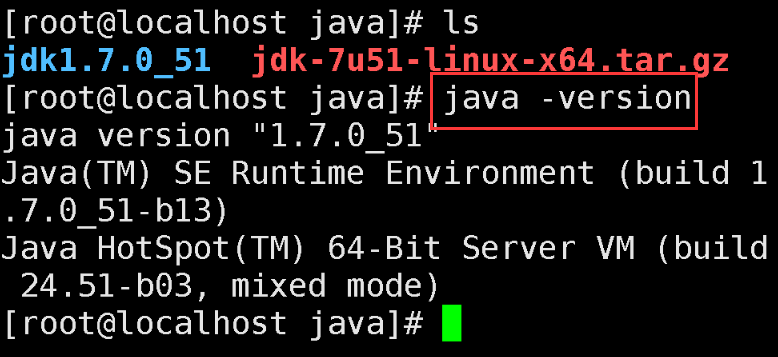 [root@localhost java]# ls
jdk1.7.0_51  jdk-7u51-linux-x64.tar.gz
[root@localhost java]# java -version
java version "1.7.0_51"
Java(TM) SE Runtime Environment (build 1
.7.0_51-b13)
Java HotSpot(TM) 64-Bit Server VM (build
 24.51-b03, mixed mode)
[root@localhost java]#